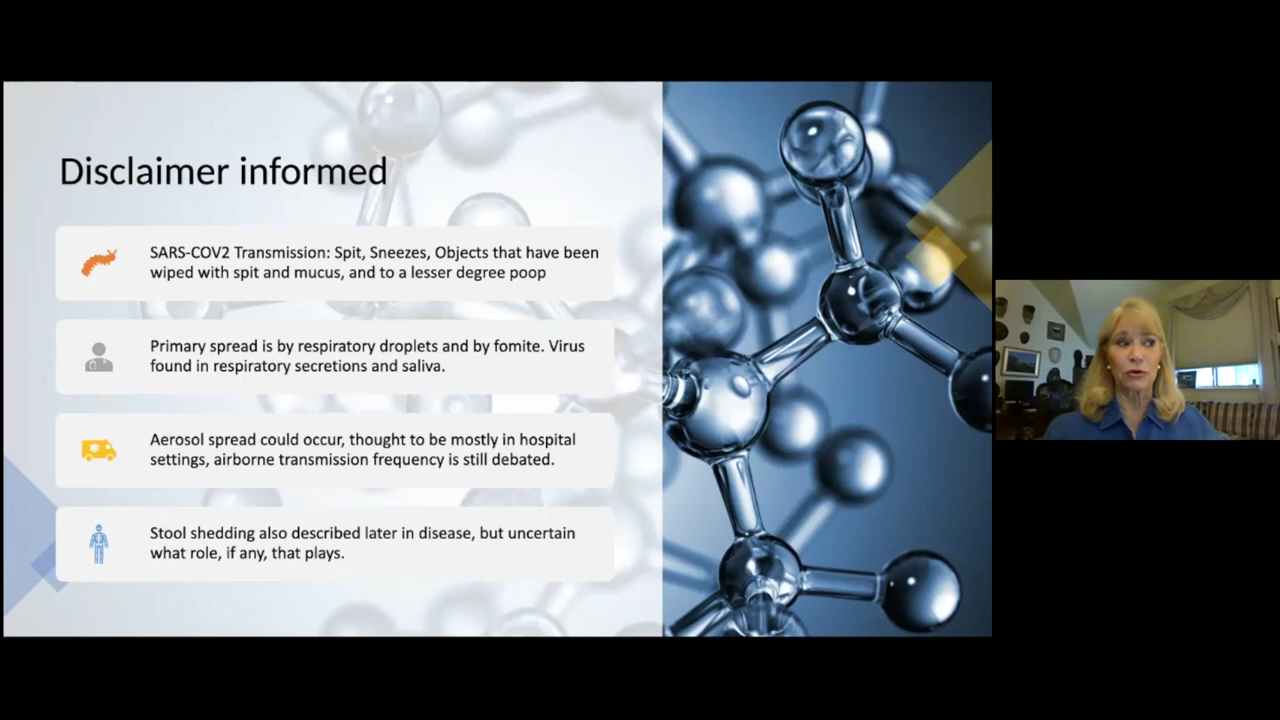 Disclaimer informed
SARS-COV2 Transmission: Spit, Sneezes, Objects that have been
wiped with spit and mucus, and to a lesser degree poop
Primary spread is by respiratory droplets and by fomite. Virus
found in respiratory secretions and saliva.
Aerosol spread could occur, thought to be mostly in hospital
settings, airborne transmission frequency is still debated.
Stool shedding also described later in disease, but uncertain
what role, if any, that plays.